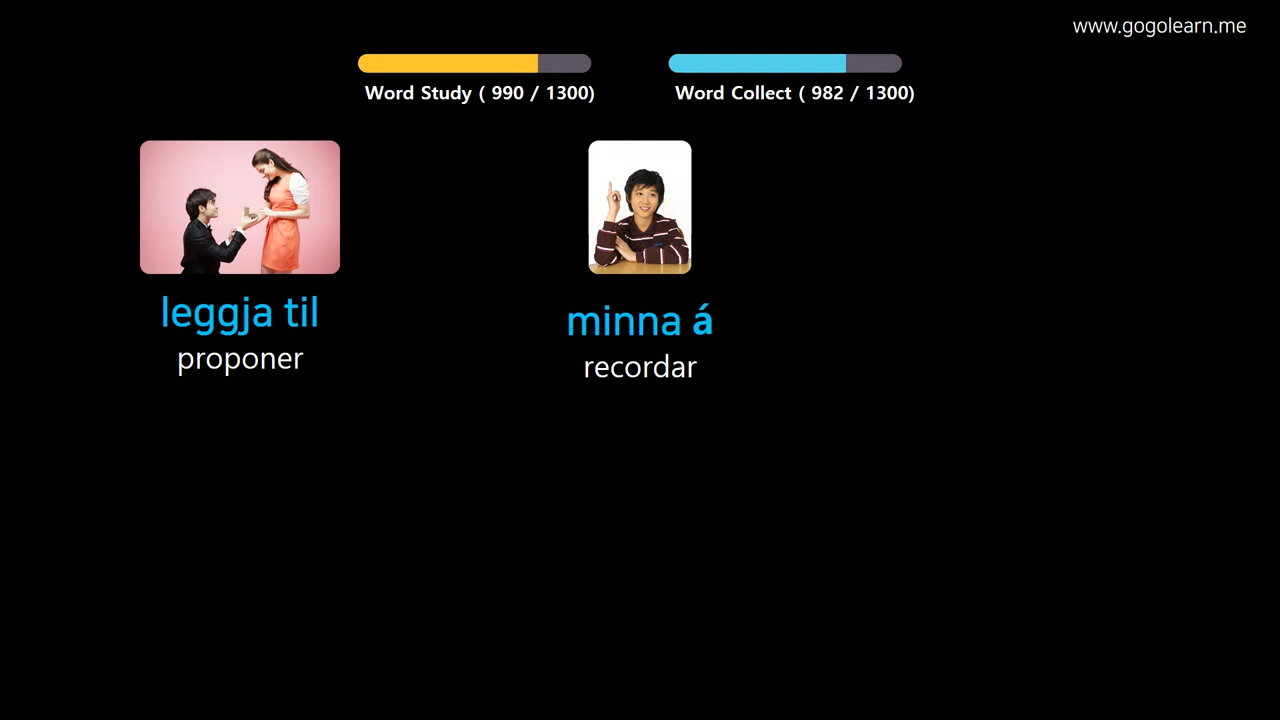 www.gogolearn.me
Word Study ( 990 / 1300)
Word Collect ( 982 / 1300)
leggja til
proponer
minna á
recordar